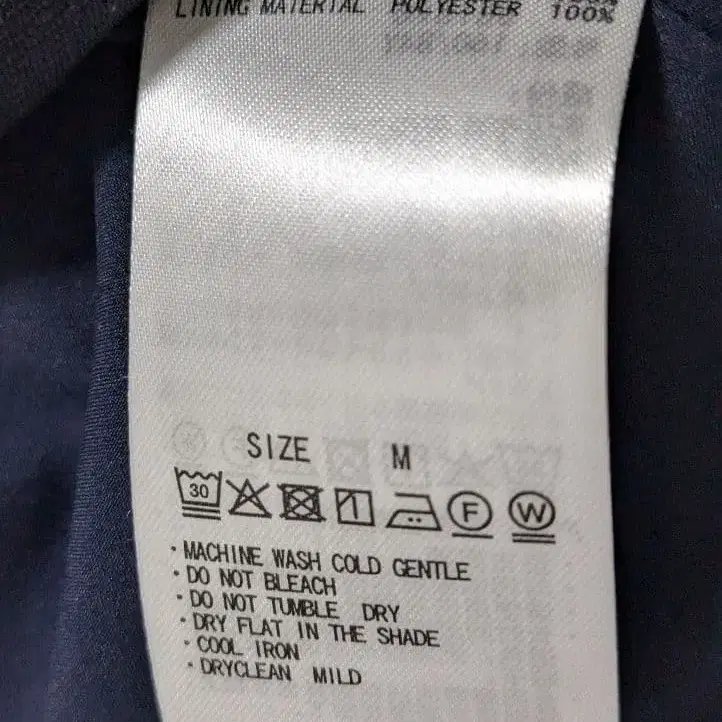 LINING MATERIAL POLYESTER 100%
SIZE M
30 F W
・MACHINE WASH COLD GENTLE
・DO NOT BLEACH
・DO NOT TUMBLE DRY
・DRY FLAT IN THE SHADE
・COOL IRON
・DRYCLEAN MILD